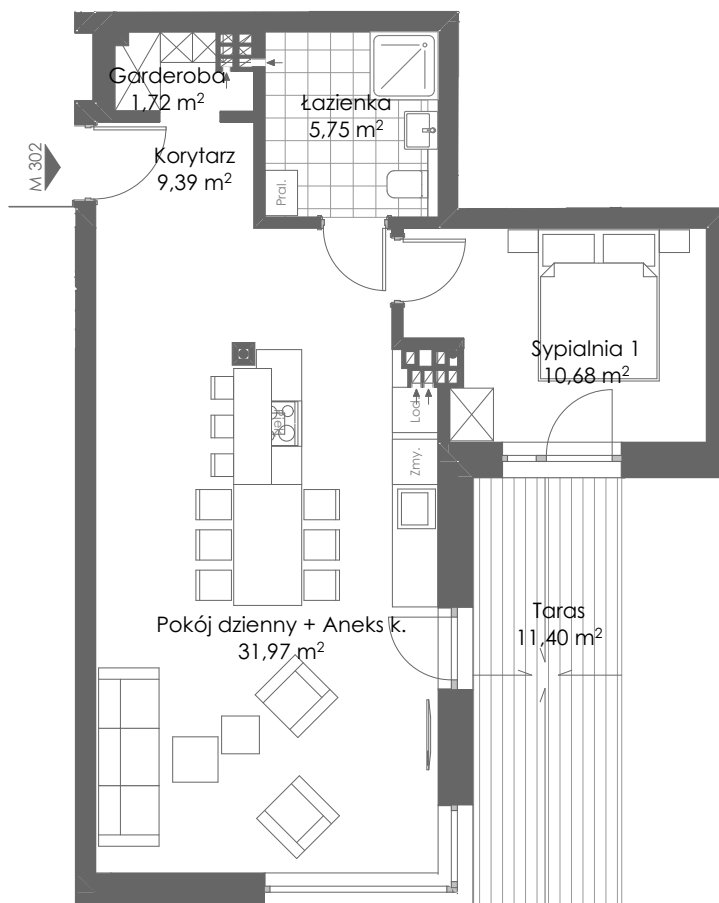 Garderoba
1,72 m²
Łazienka
5,75 m²
M 302
Korytarz
9,39 m²
Pral.
Sypialnia 1
10,68 m²
Lod.
Zmy.
Taras
11,40 m²
Pokój dzienny + Aneks k.
31,97 m²